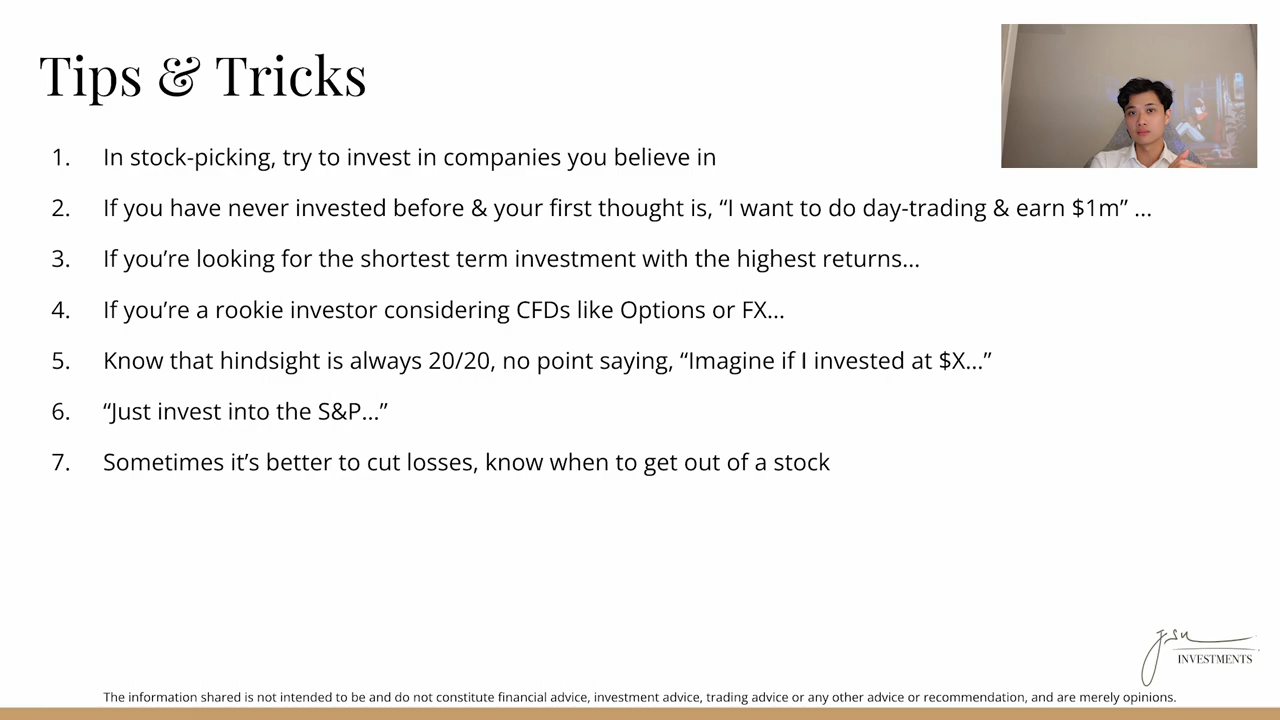 Tips & Tricks
1. In stock-picking, try to invest in companies you believe in
2. If you have never invested before & your first thought is, “I want to do day-trading & earn $1m” ...
3. If you’re looking for the shortest term investment with the highest returns...
4. If you’re a rookie investor considering CFDs like Options or FX...
5. Know that hindsight is always 20/20, no point saying, “Imagine if I invested at $X...”
6. “Just invest into the S&P...”
7. Sometimes it’s better to cut losses, know when to get out of a stock
INVESTMENTS
The information shared is not intended to be and do not constitute financial advice, investment advice, trading advice or any other advice or recommendation, and are merely opinions.